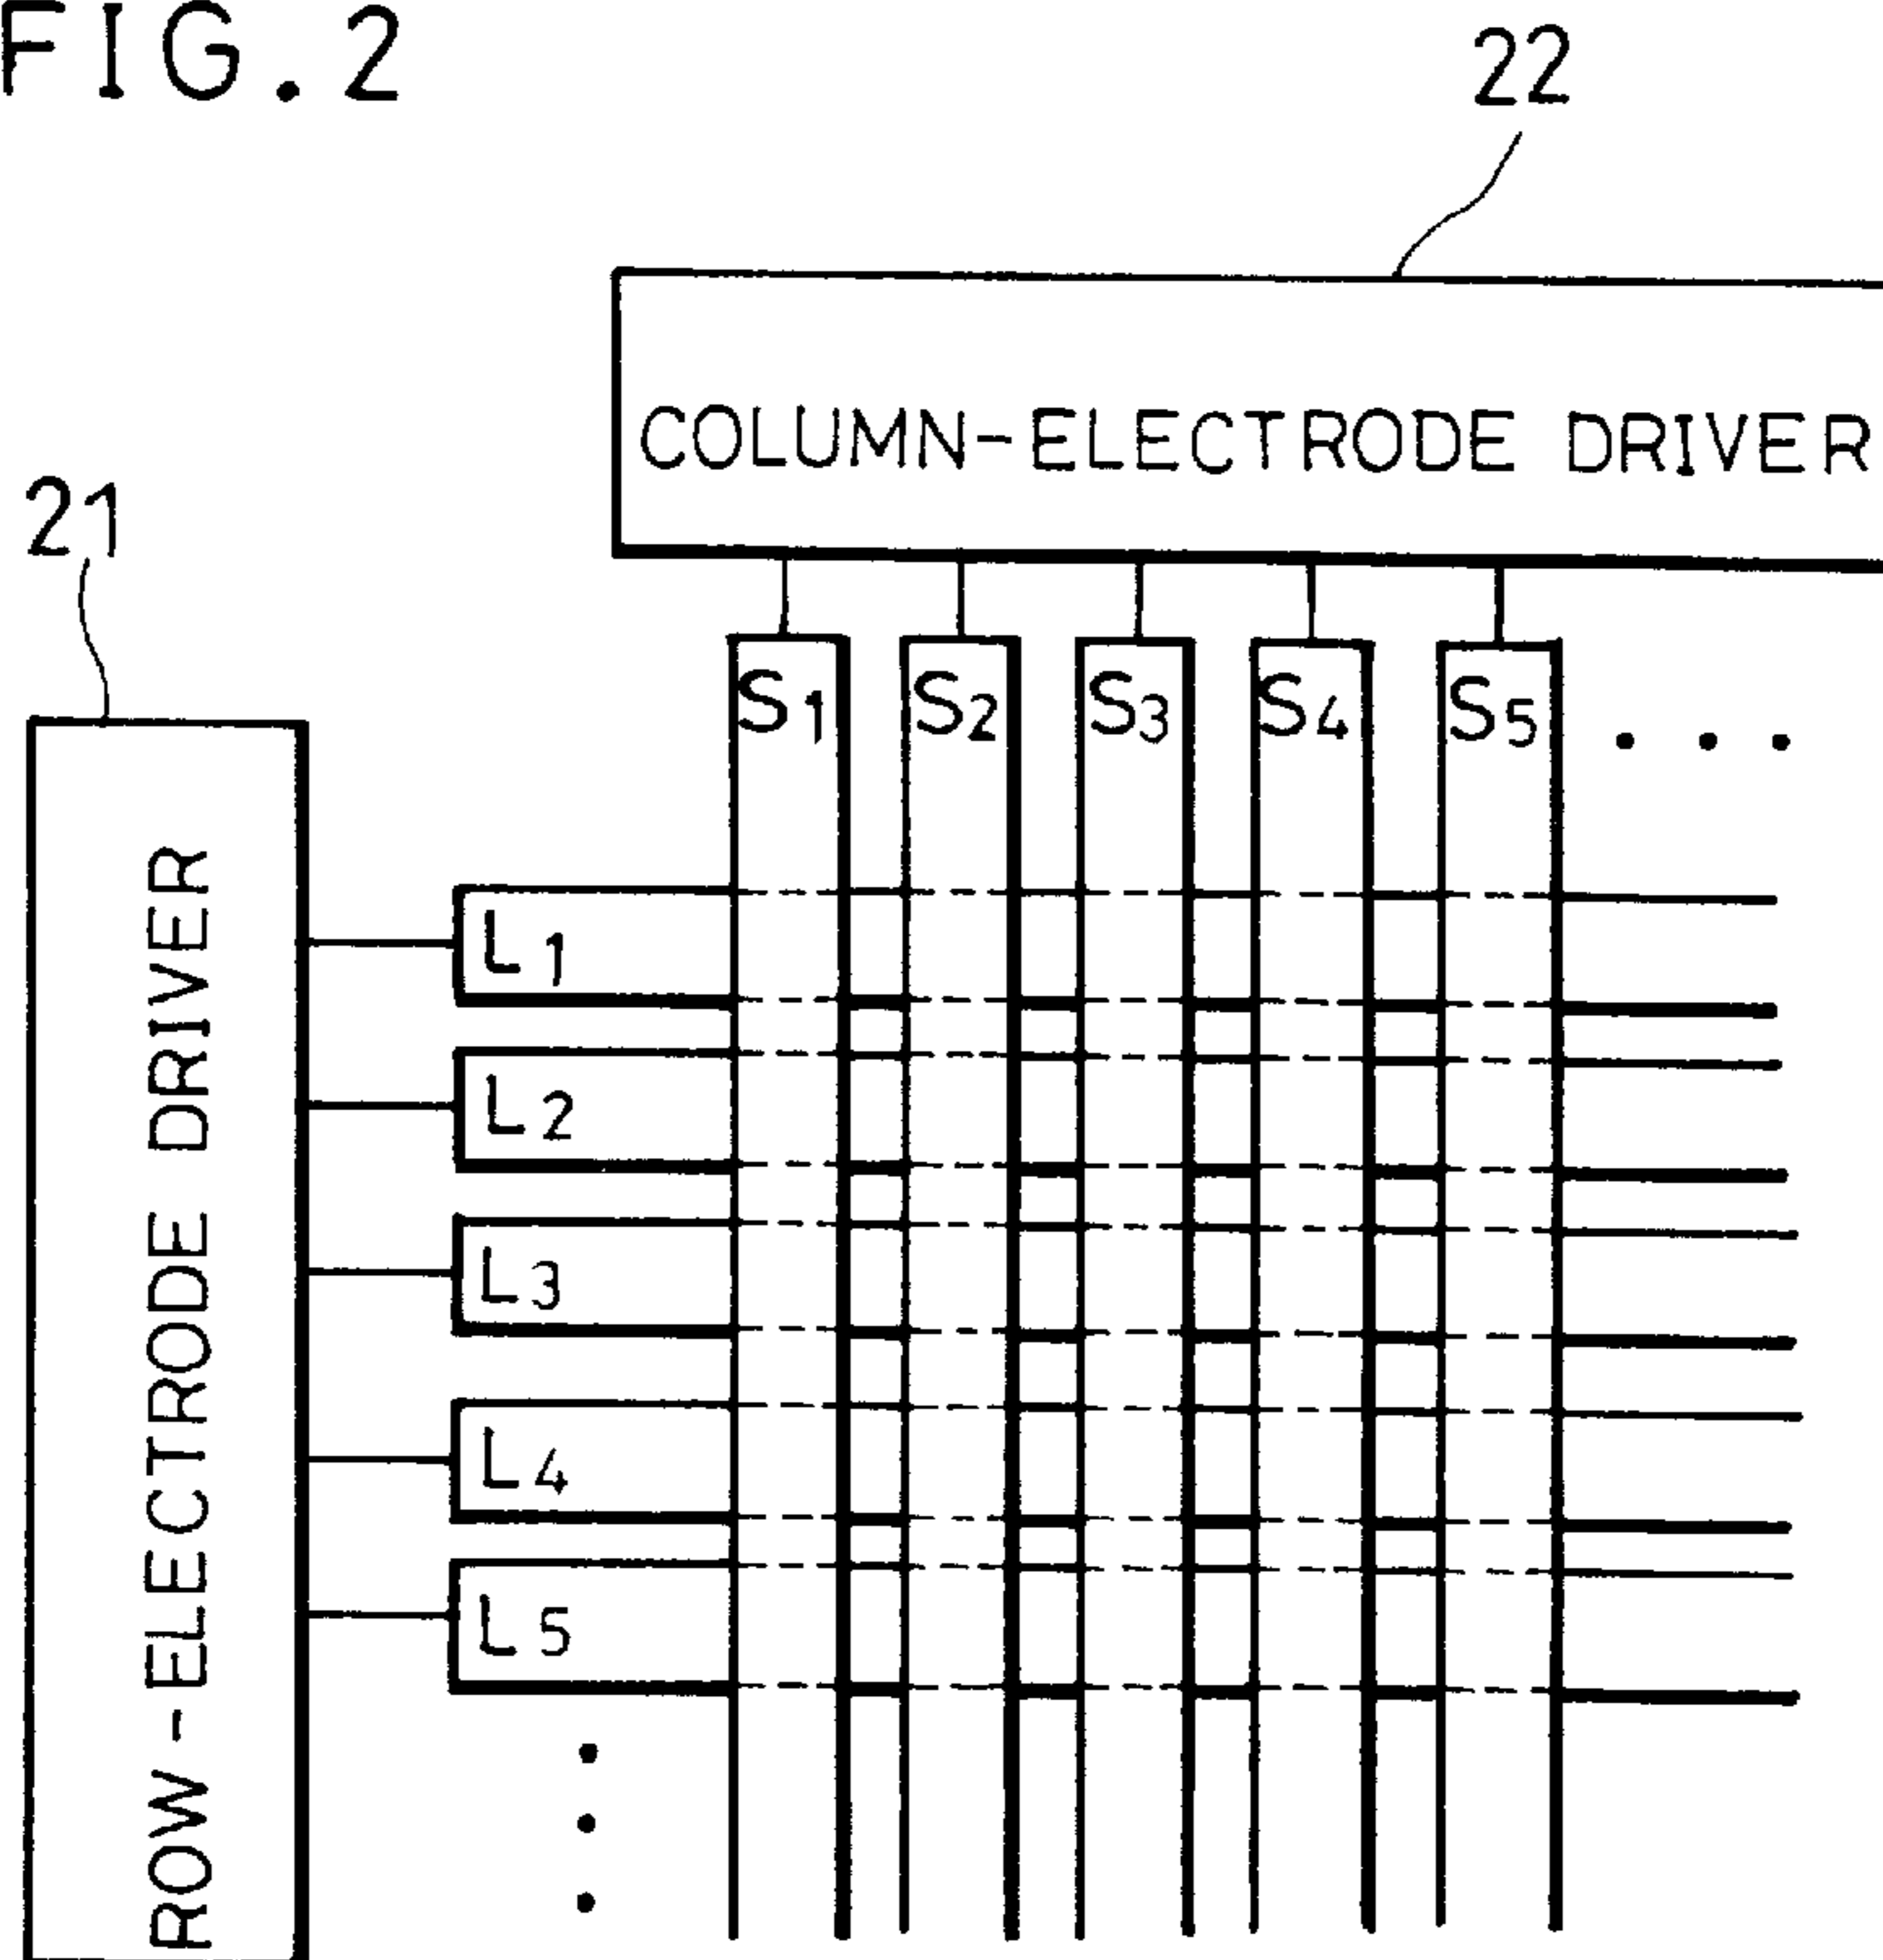 FIG.2
22
COLUMN-ELECTRODE DRIVER
21
S1 S2 S3 S4 S5 . . .
ROW-ELECTRODE DRIVER
L1
L2
L3
L4
L5
.
.
.